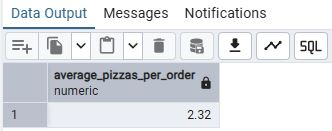 Data Output Messages Notifications
SQL
average_pizzas_per_order
numeric
1 2.32